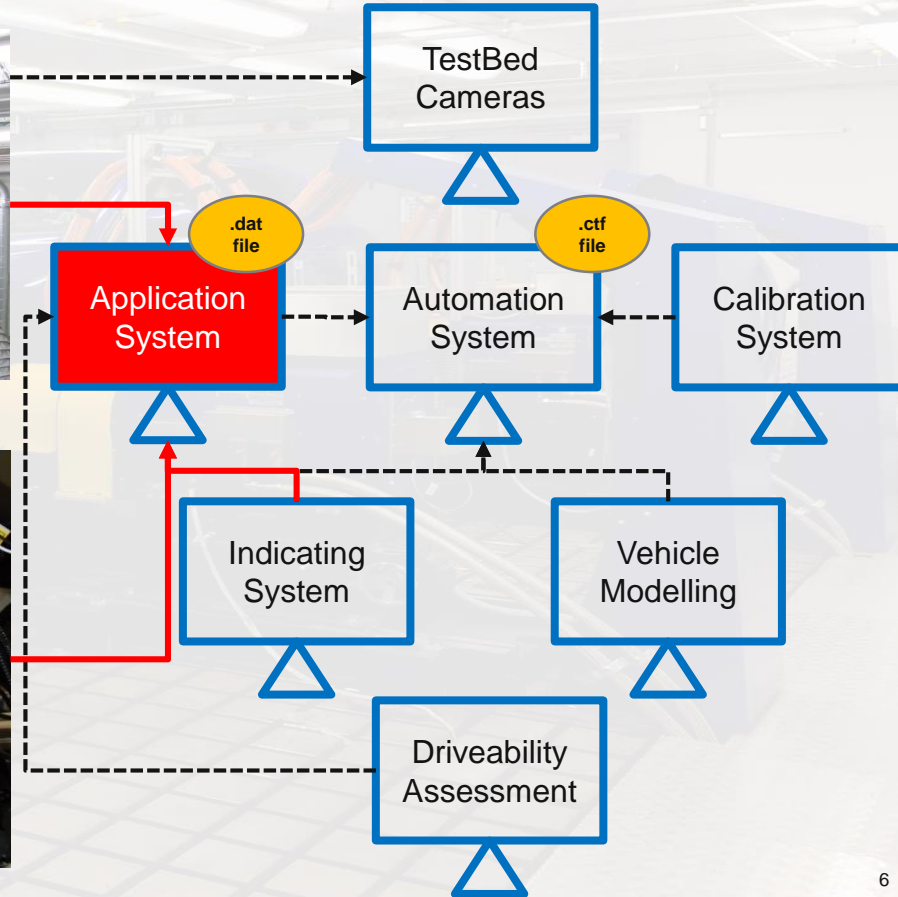 TestBed
Cameras
.dat
file
.ctf
file
Application
System
Automation
System
Calibration
System
Indicating
System
Vehicle
Modelling
Driveability
Assessment
6